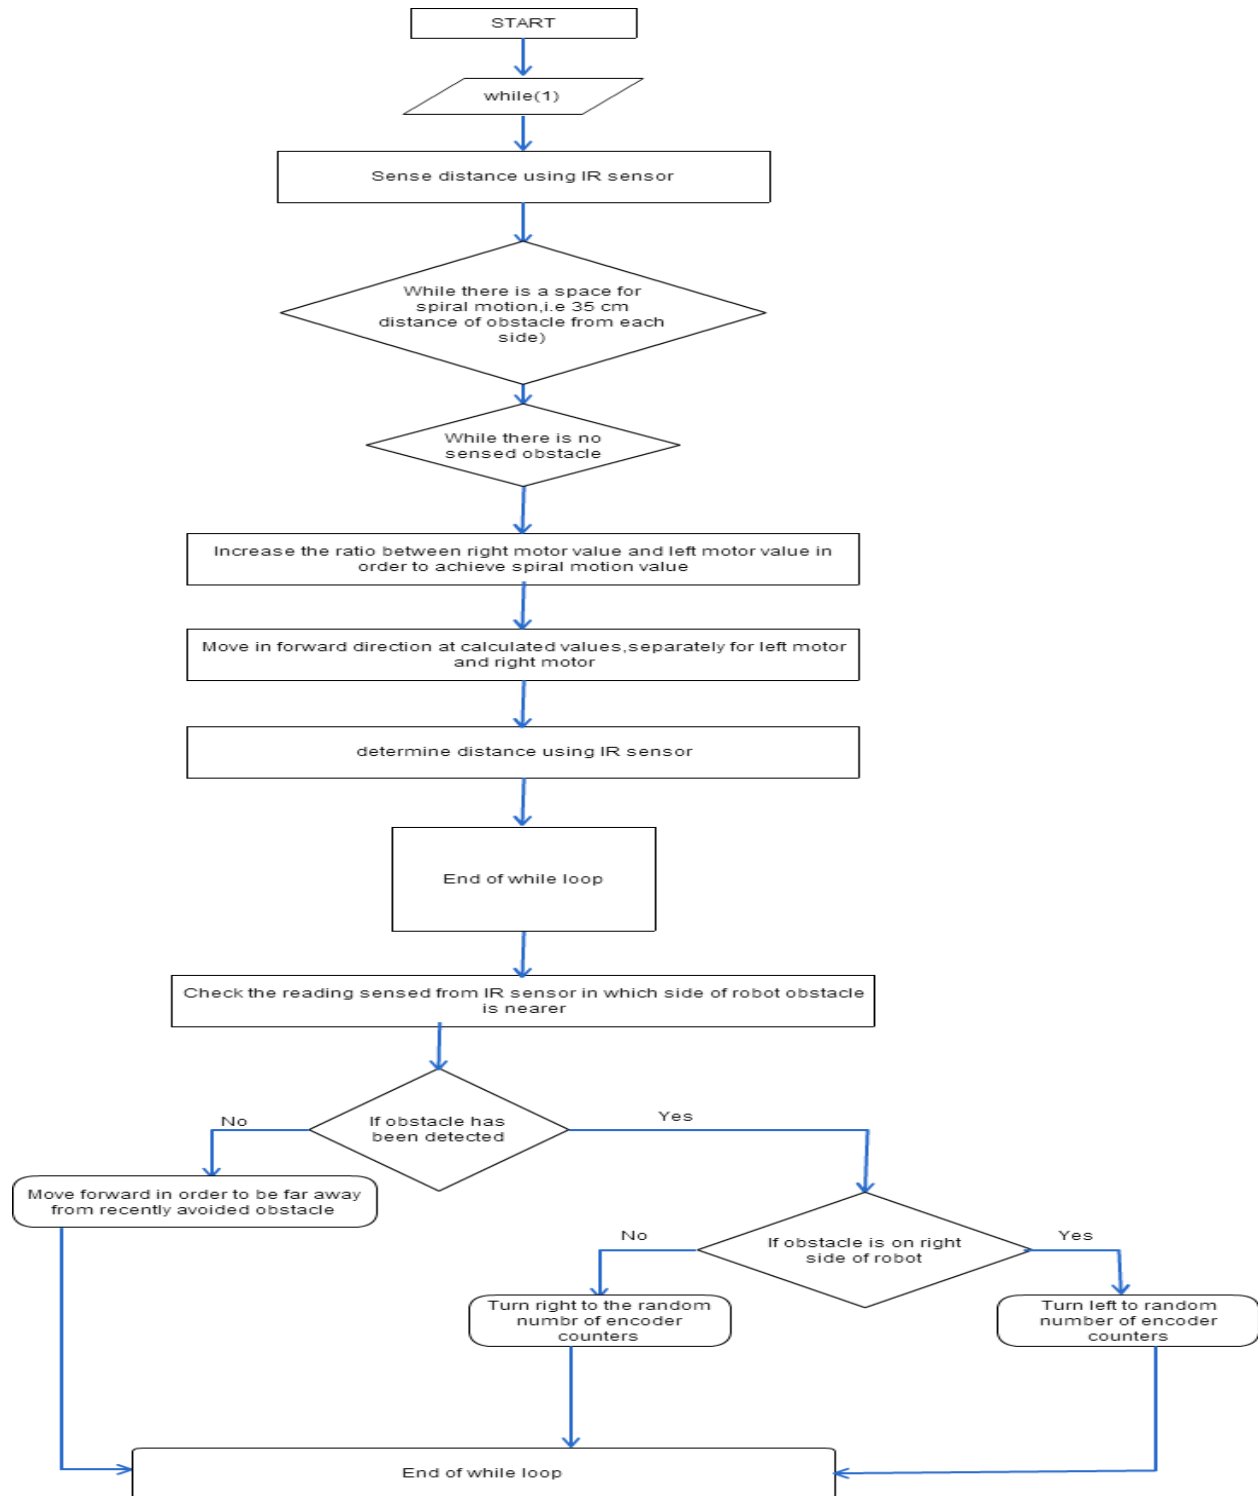 START
while(1)
Sense distance using IR sensor
While there is a space for
spiral motion,i.e 35 cm
distance of obstacle from each
side)
While there is no
sensed obstacle
Increase the ratio between right motor value and left motor value in
order to achieve spiral motion value
Move in forward direction at calculated values,separately for left motor
and right motor
determine distance using IR sensor
End of while loop
Check the reading sensed from IR sensor in which side of robot obstacle
is nearer
If obstacle has
been detected
No
Yes
Move forward in order to be far away
from recently avoided obstacle
If obstacle is on right
side of robot
No
Yes
Turn right to the random
numbr of encoder
counters
Turn left to random
number of encoder
counters
End of while loop